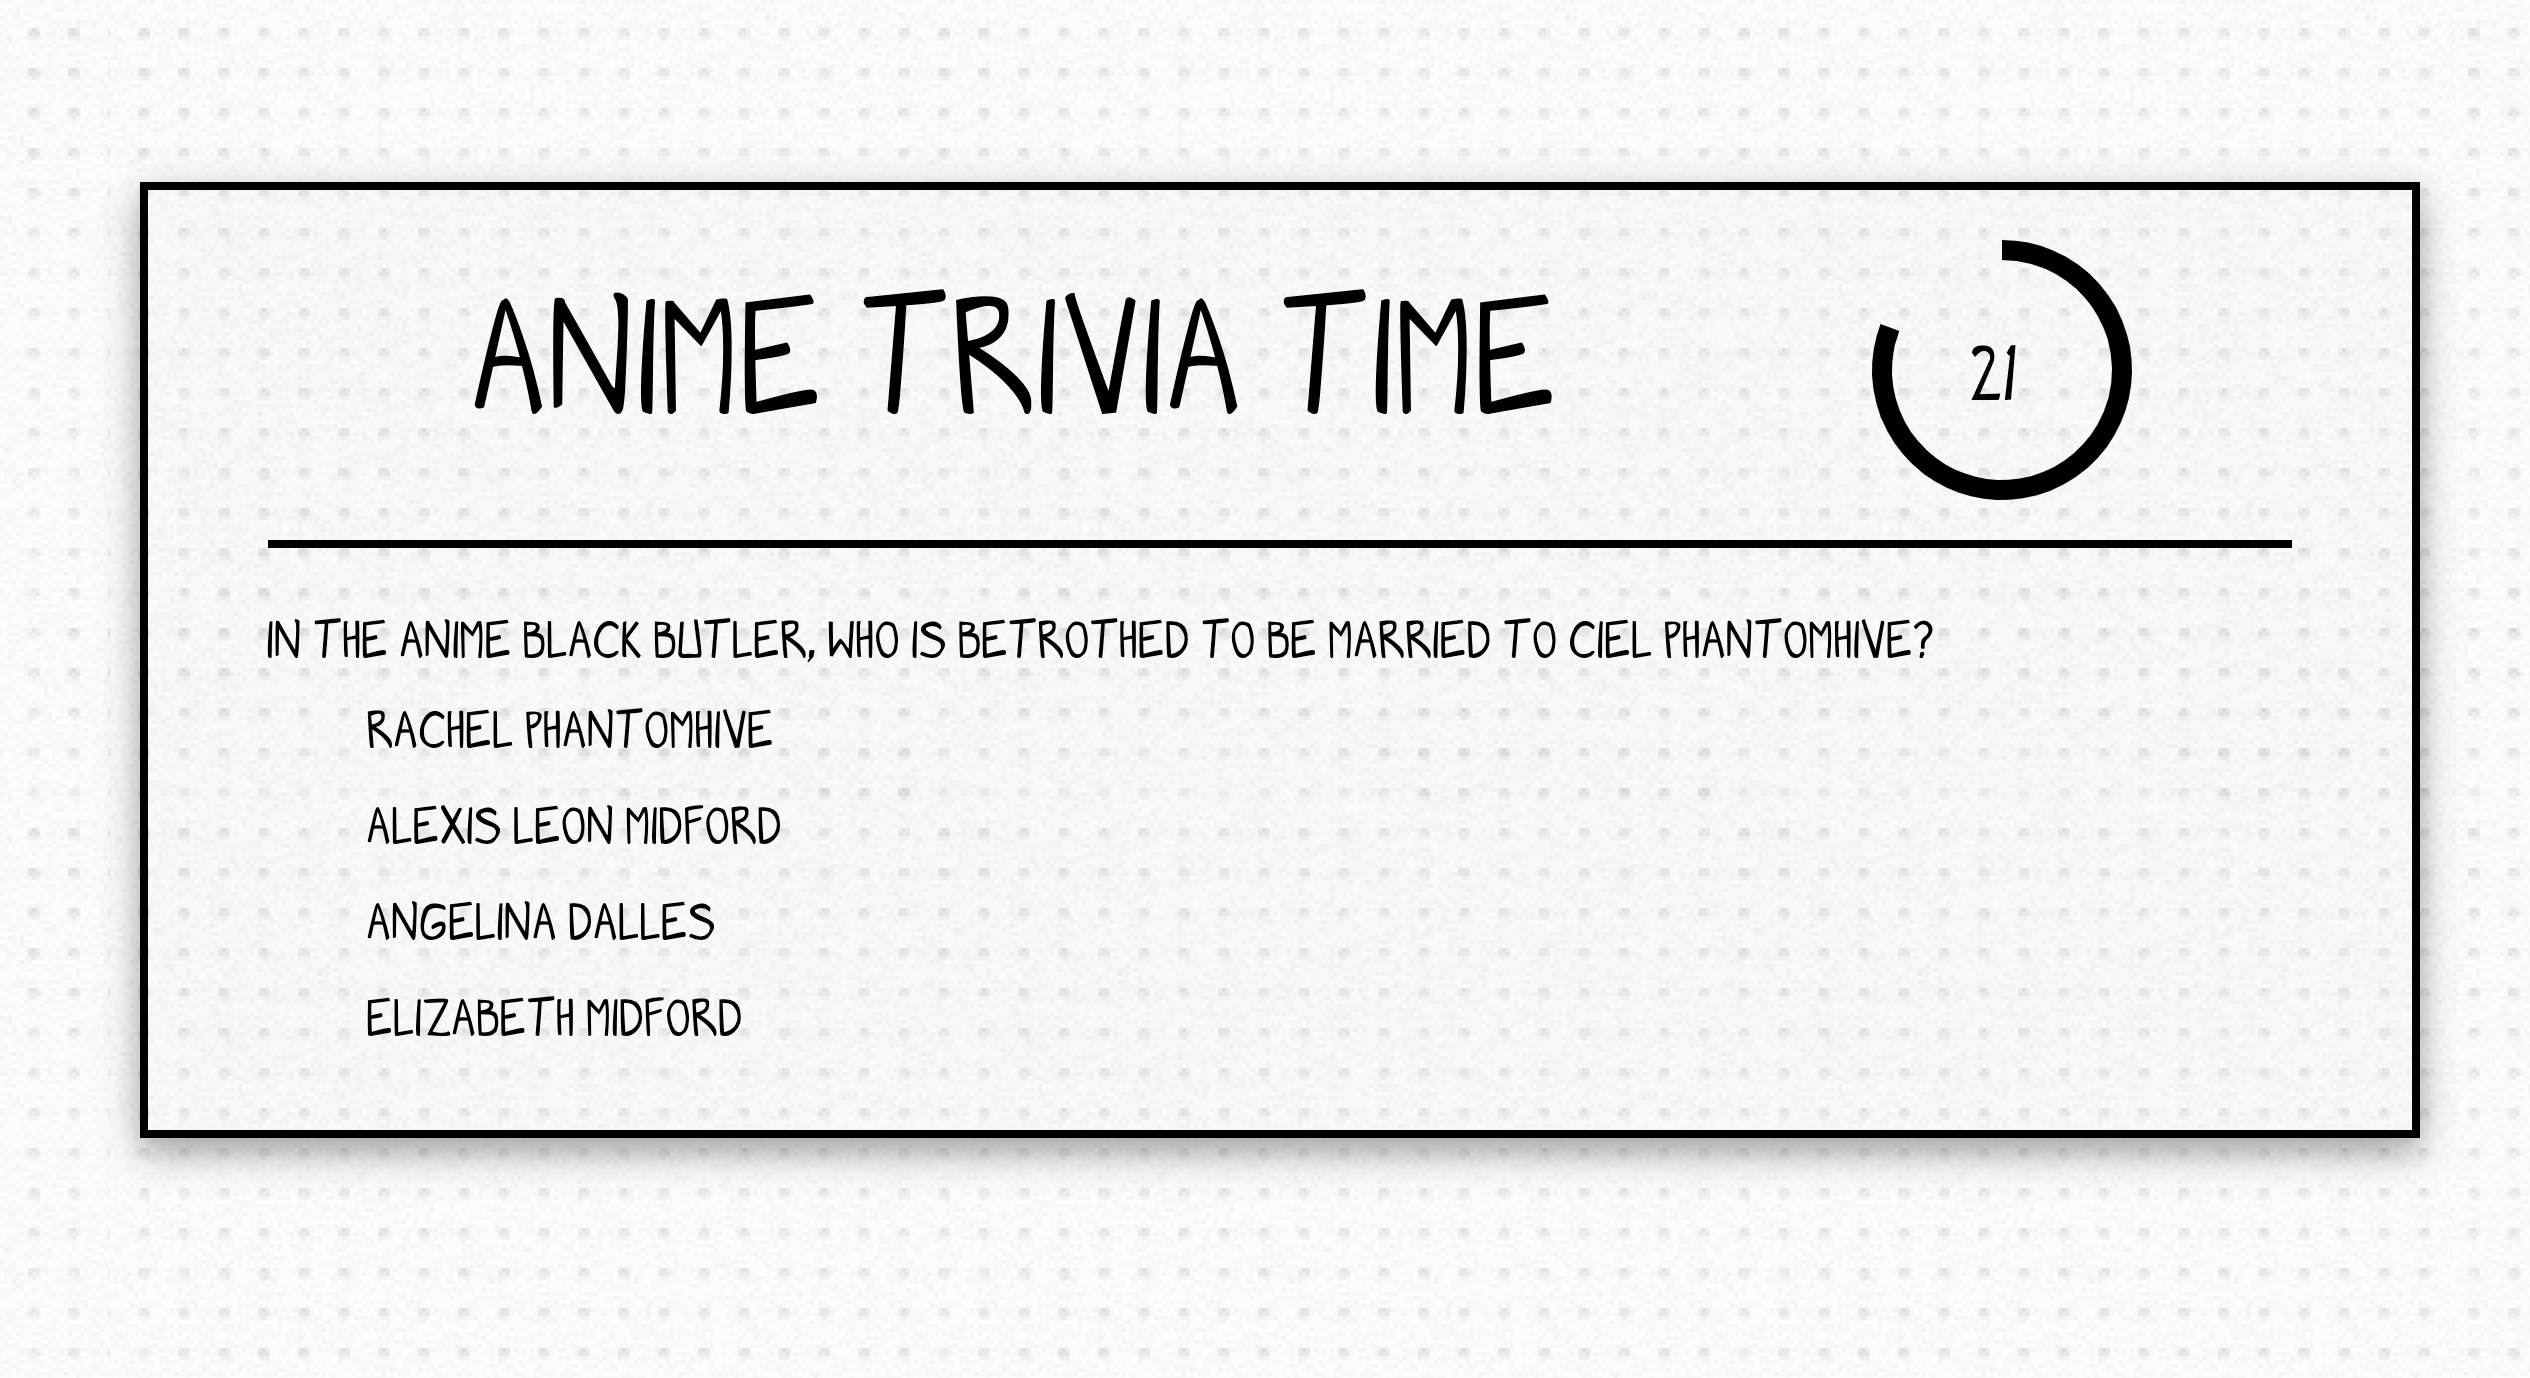 ANIME TRIVIA TIME
21
IN THE ANIME BLACK BUTLER, WHO IS BETROTHED TO BE MARRIED TO CIEL PHANTOMHIVE?
RACHEL PHANTOMHIVE
ALEXIS LEON MIDFORD
ANGELINA DALLES
ELIZABETH MIDFORD